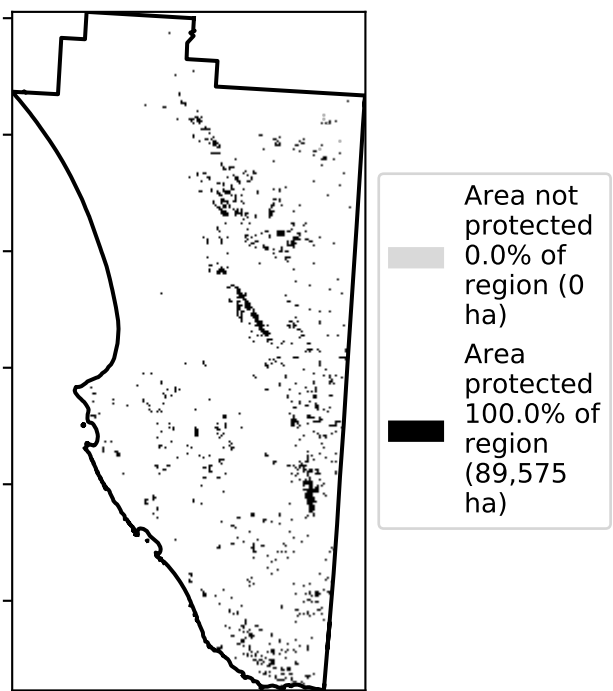 Area not
protected
0.0% of
region (0
ha)
Area
protected
100.0% of
region
(89,575
ha)